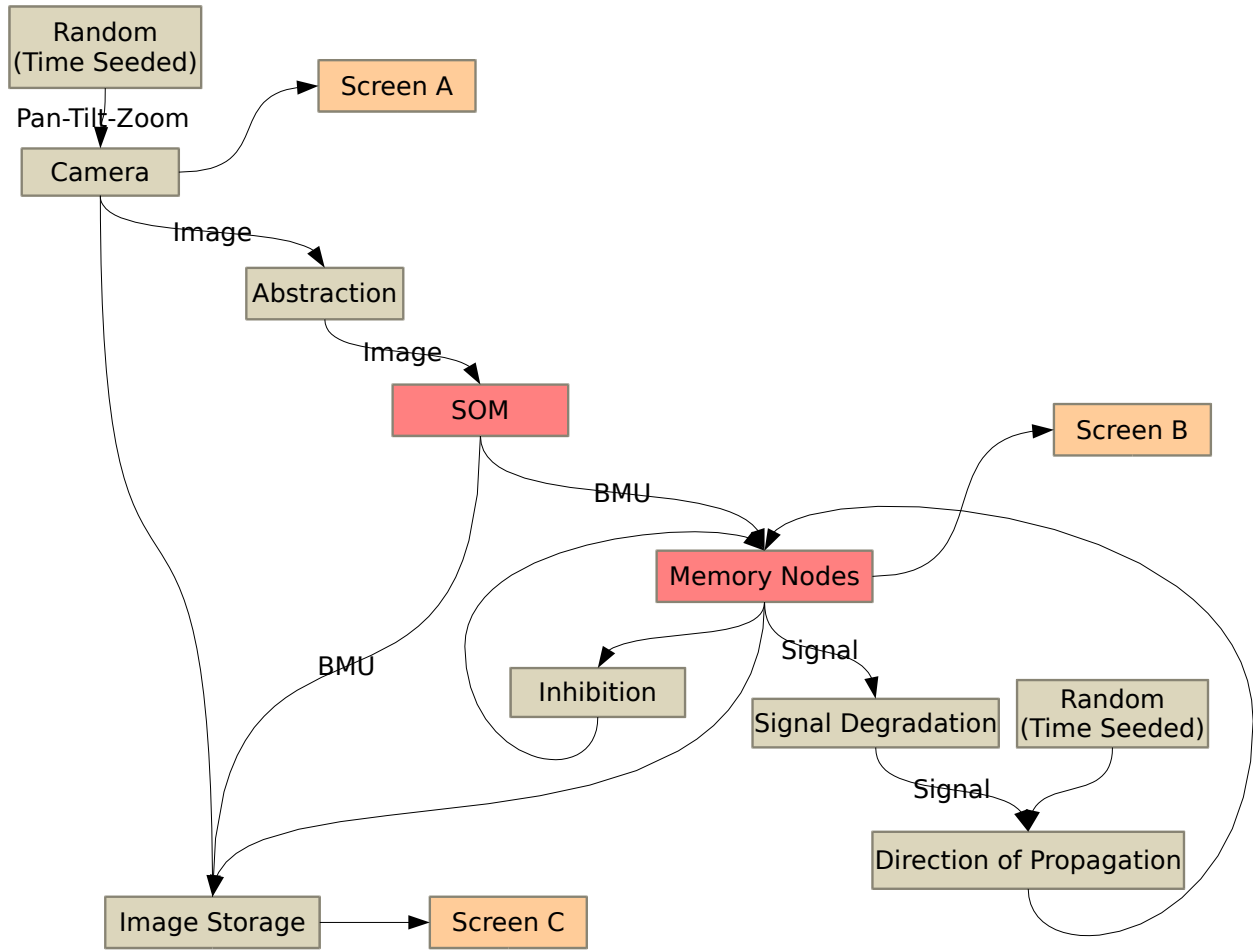 Random
(Time Seeded)
Screen A
Pan-Tilt-Zoom
Camera
Image
Abstraction
Image
SOM
Screen B
BMU
Memory Nodes
Signal
BMU
Inhibition
Random
(Time Seeded)
Signal Degradation
Signal
Direction of Propagation
Image Storage
Screen C